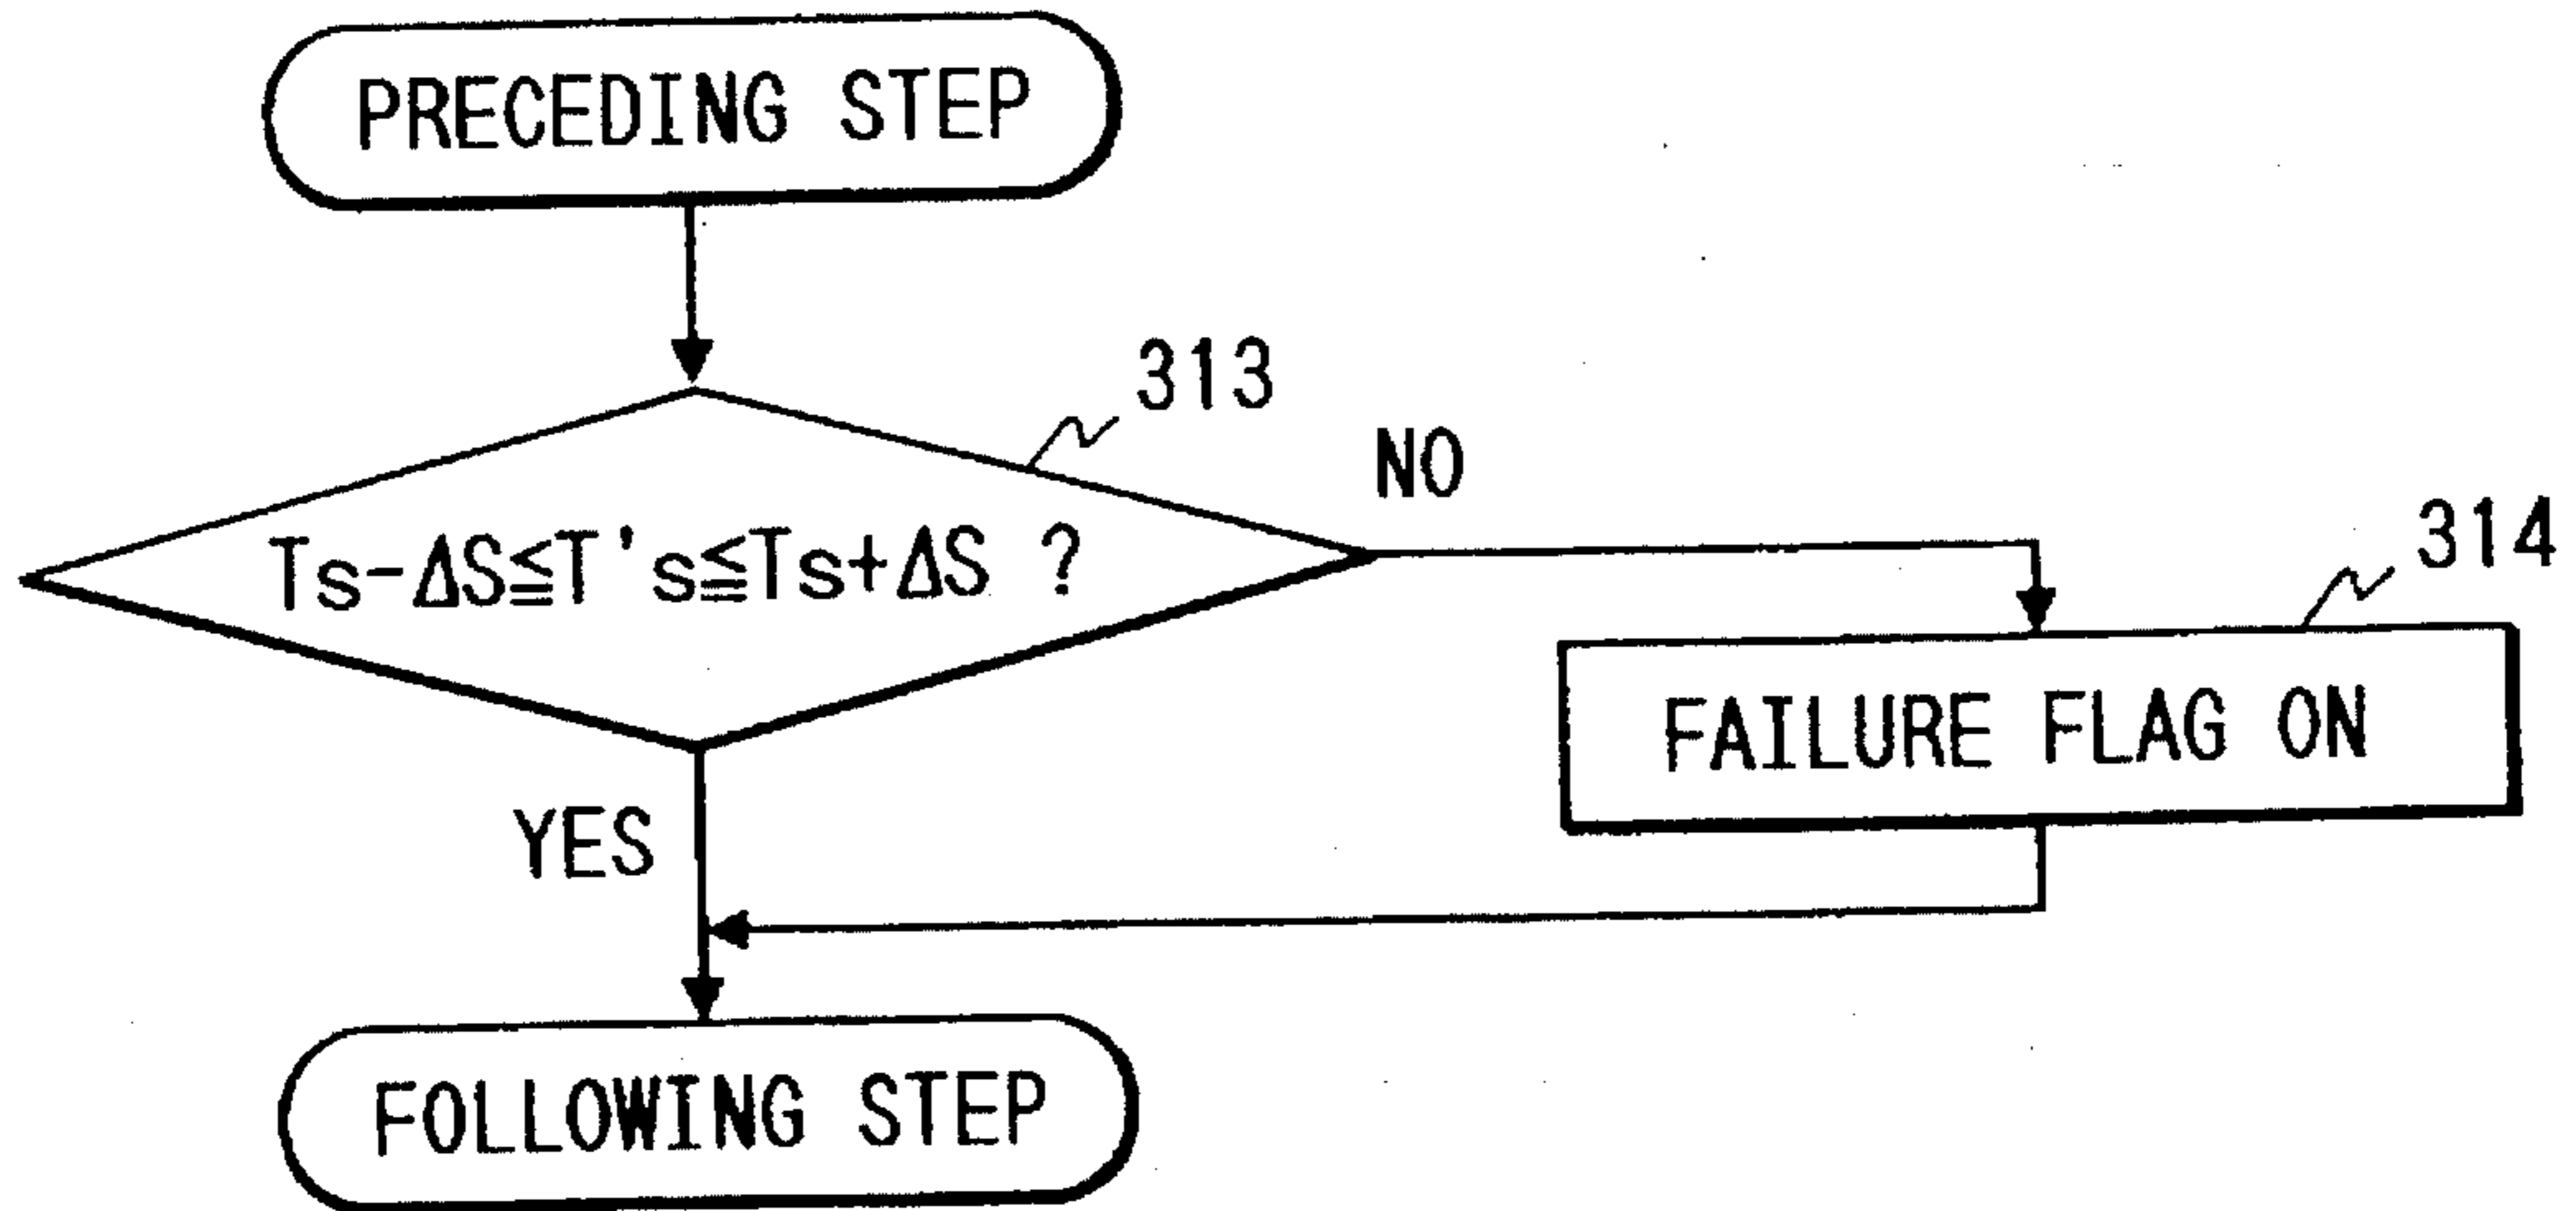 PRECEDING STEP
313
NO
Ts-ΔS≦T's≦Ts+ΔS ?
314
FAILURE FLAG ON
YES
FOLLOWING STEP